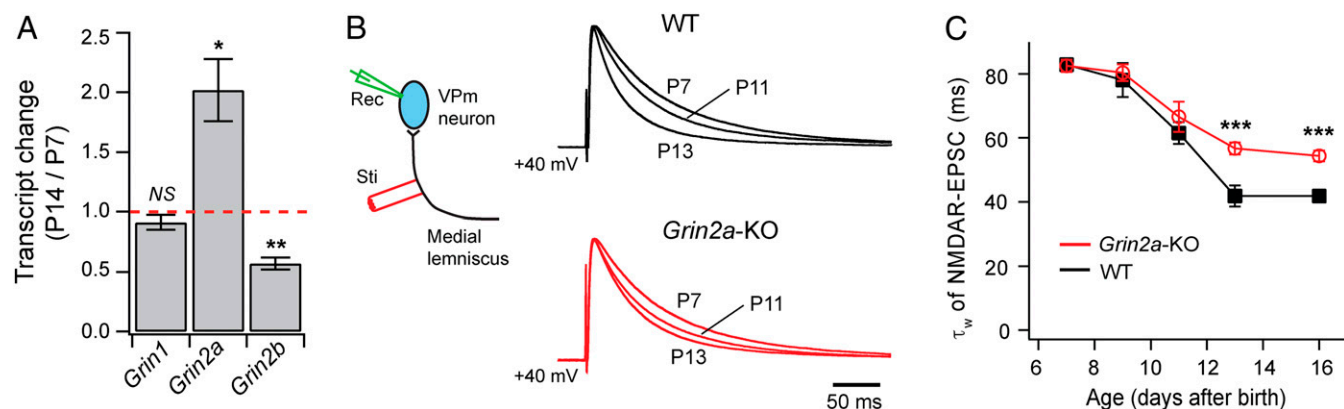 A
Transcript change
(P14 / P7)
2.5
2.0
1.5
1.0
0.5
0.0
NS
*
**
Grin1
Grin2a
Grin2b
B
Rec
VPm
neuron
Sti
Medial
lemniscus
WT
P7
P11
P13
+40 mV
Grin2a-KO
P7
P11
P13
+40 mV
50 ms
C
τw of NMDAR-EPSC (ms)
80
60
40
20
0
***
***
Grin2a-KO
WT
6 8 10 12 14 16
Age (days after birth)